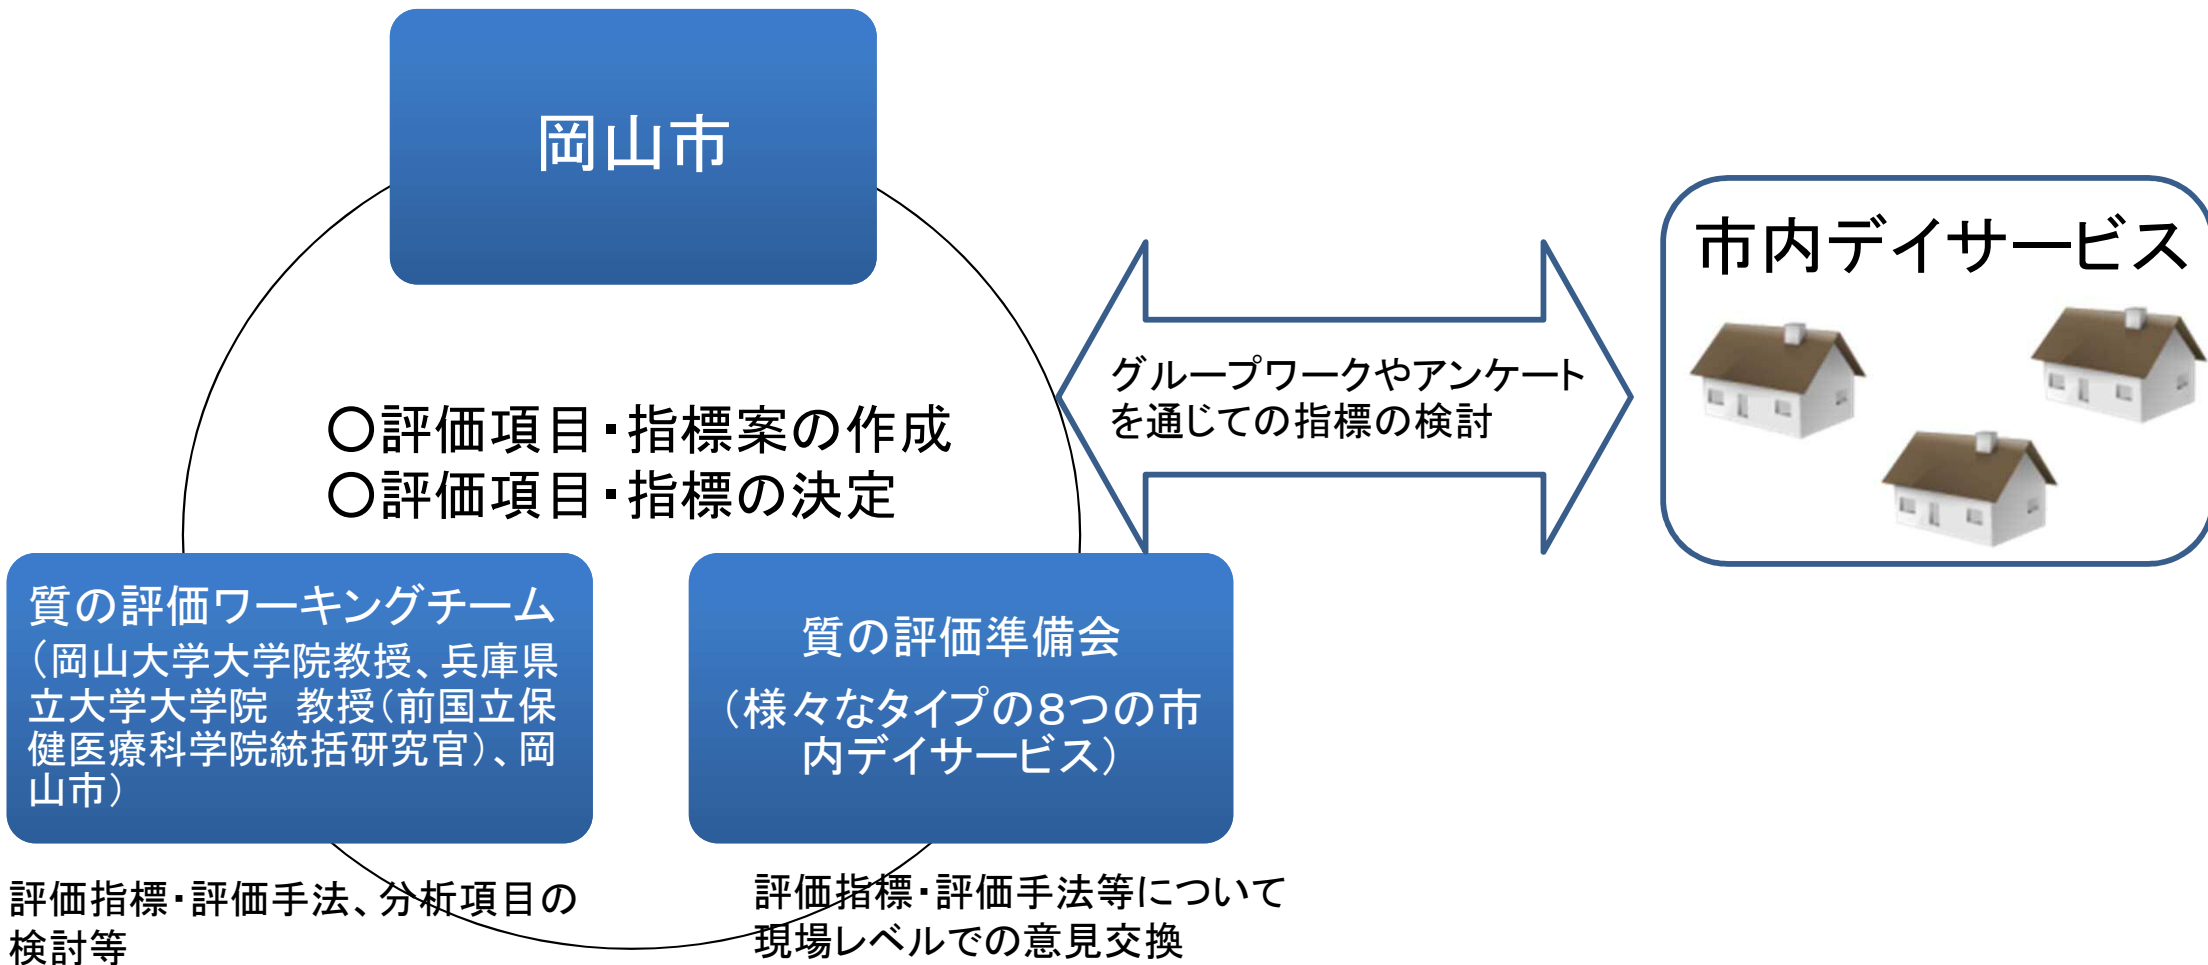 岡山市
〇評価項目・指標案の作成
〇評価項目・指標の決定
グループワークやアンケート
を通じての指標の検討
市内デイサービス
質の評価ワーキングチーム
（岡山大学大学院教授、兵庫県
立大学大学院　教授（前国立保
健医療科学院統括研究官）、岡
山市）
質の評価準備会
（様々なタイプの８つの市
内デイサービス）
評価指標・評価手法、分析項目の
検討等
評価指標・評価手法等について
現場レベルでの意見交換